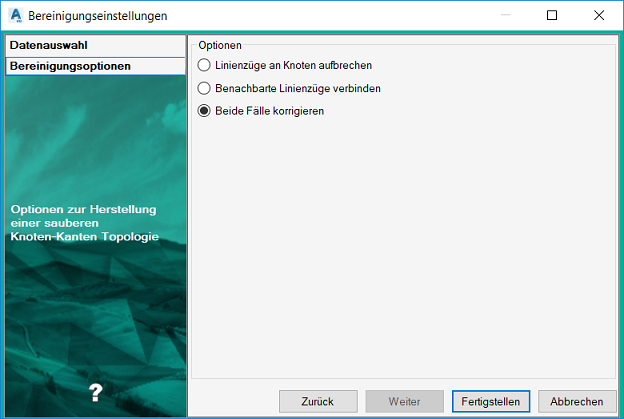 Bereinigungseinstellungen
Datenauswahl
Bereinigungsoptionen
Optionen zur Herstellung
einer sauberen
Knoten-Kanten Topologie
?
Optionen
Linienzüge an Knoten aufbrechen
Benachbarte Linienzüge verbinden
Beide Fälle korrigieren
Zurück
Weiter
Fertigstellen
Abbrechen